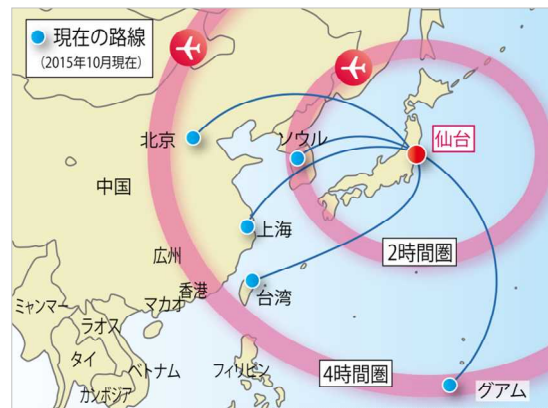 現在の路線
(2015年10月現在)
北京
ソウル
仙台
中国
上海
2時間圏
広州
台湾
香港
マカオ
ミャンマー
ラオス
タイ
ベトナム
フィリピン
4時間圏
グアム
カンボジア